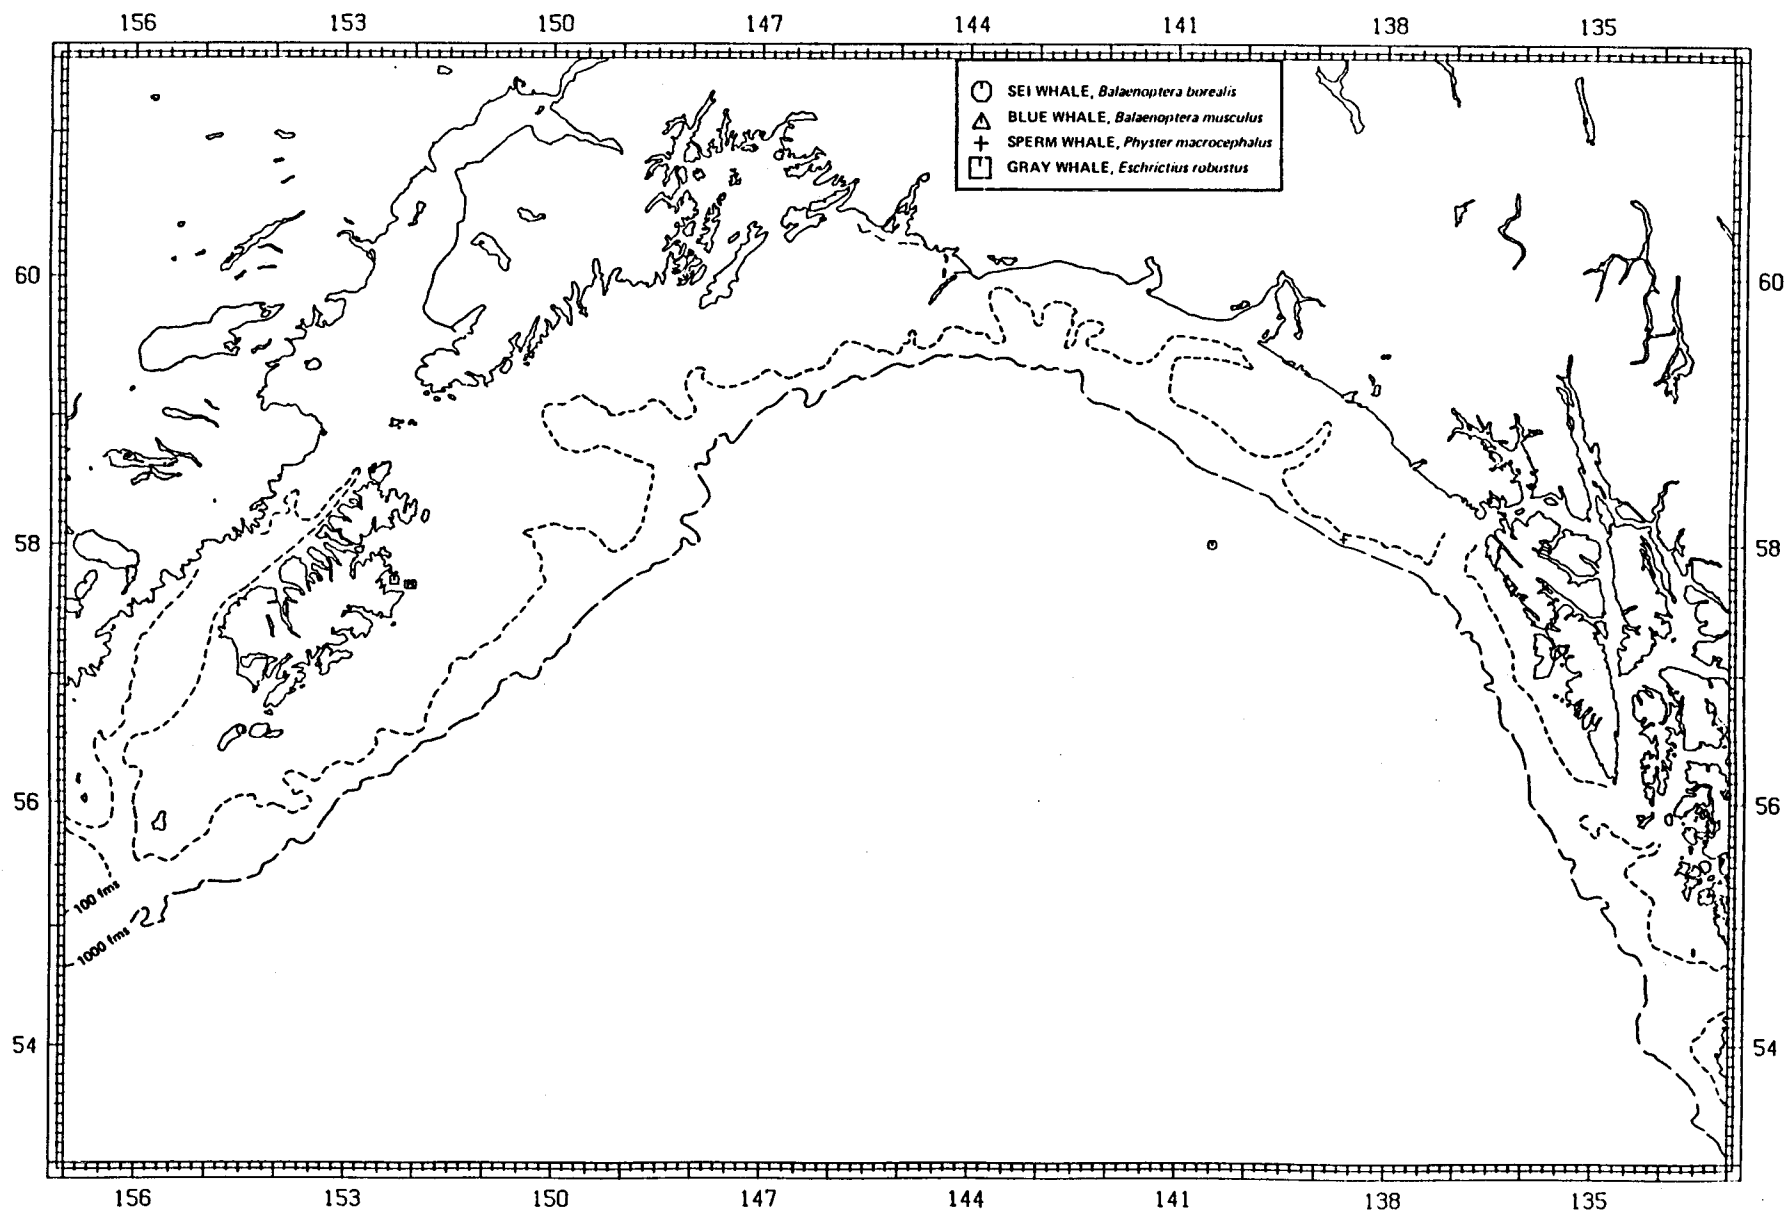 156 153 150 147 144 141 138 135
SEI WHALE, Balaenoptera borealis
BLUE WHALE, Balaenoptera musculus
SPERM WHALE, Physter macrocephalus
GRAY WHALE, Eschrictius robustus
60 60
58 58
56 56
100 fms
1000 fms
54 54
156 153 150 147 144 141 138 135